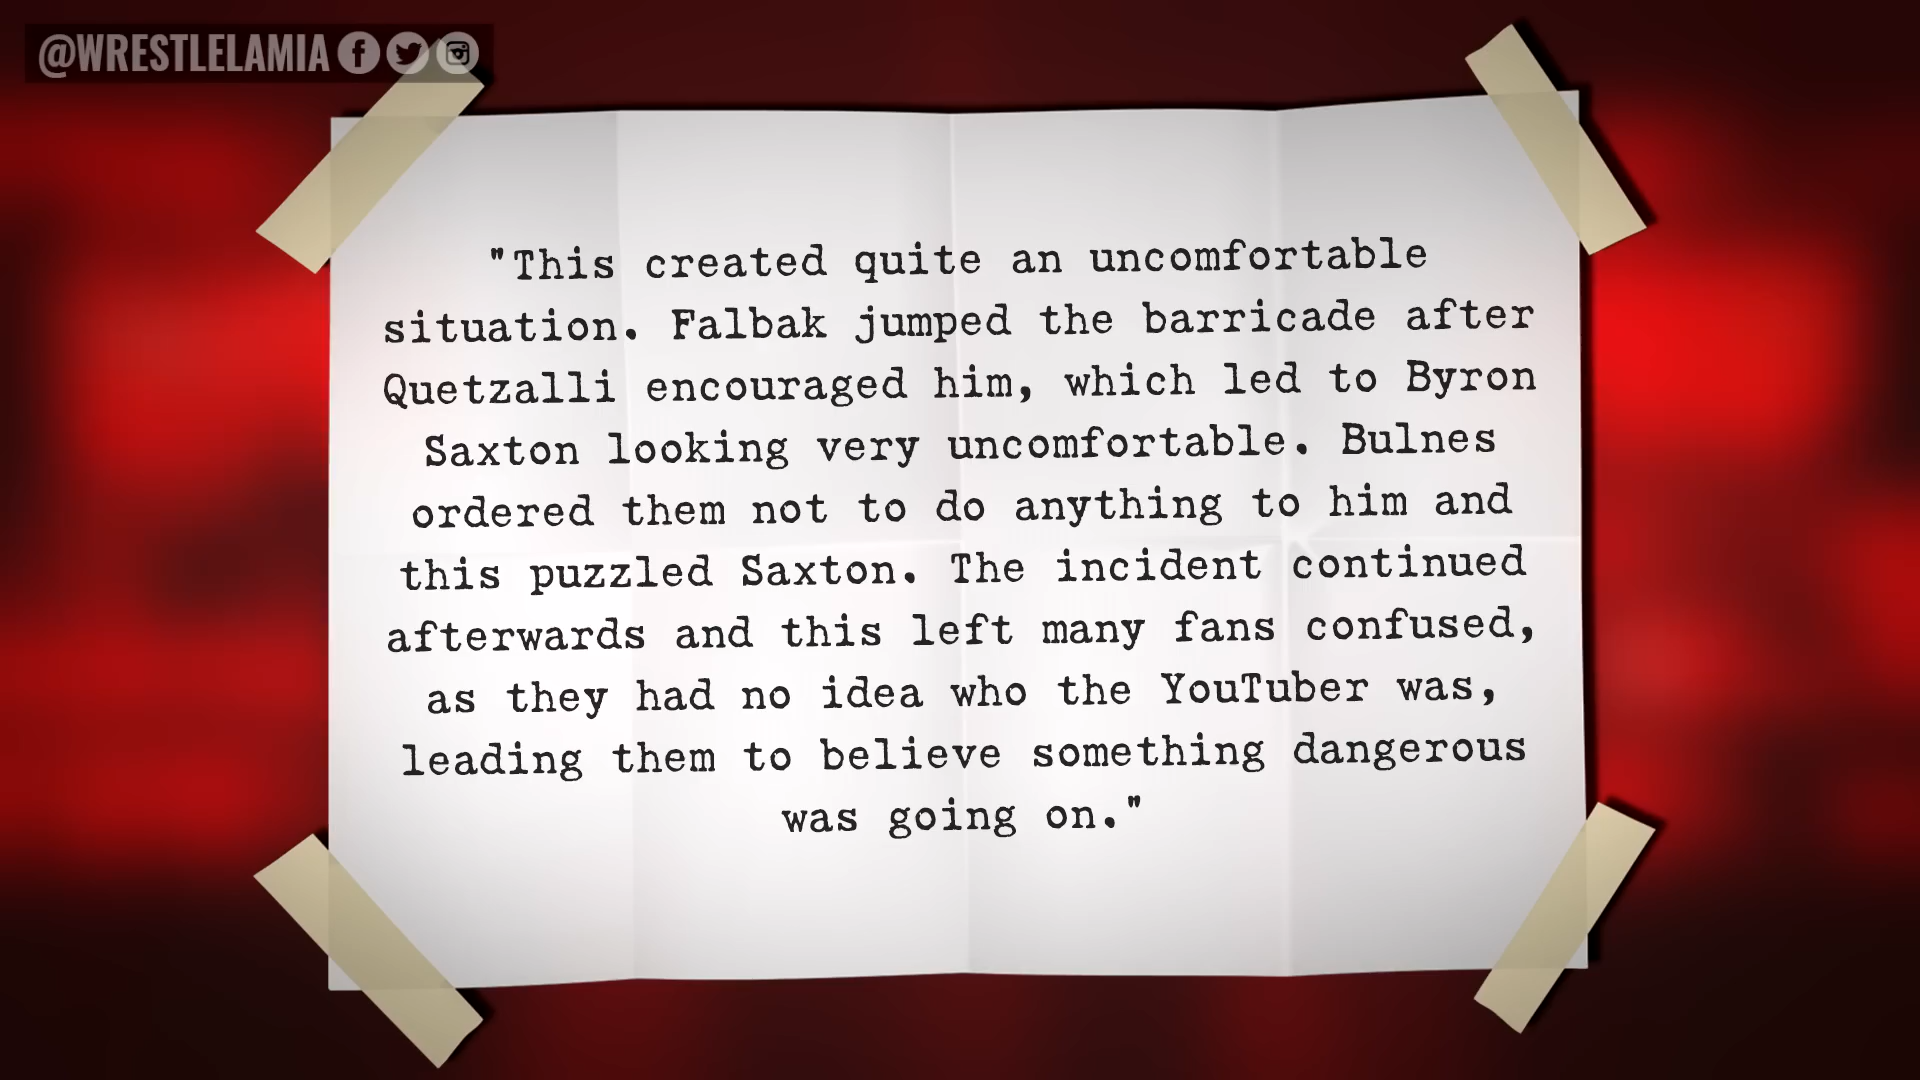 @WRESTLELAMIA
"This created quite an uncomfortable
situation. Falbak jumped the barricade after
Quetzalli encouraged him, which led to Byron
Saxton looking very uncomfortable. Bulnes
ordered them not to do anything to him and
this puzzled Saxton. The incident continued
afterwards and this left many fans confused,
as they had no idea who the YouTuber was,
leading them to believe something dangerous
was going on."